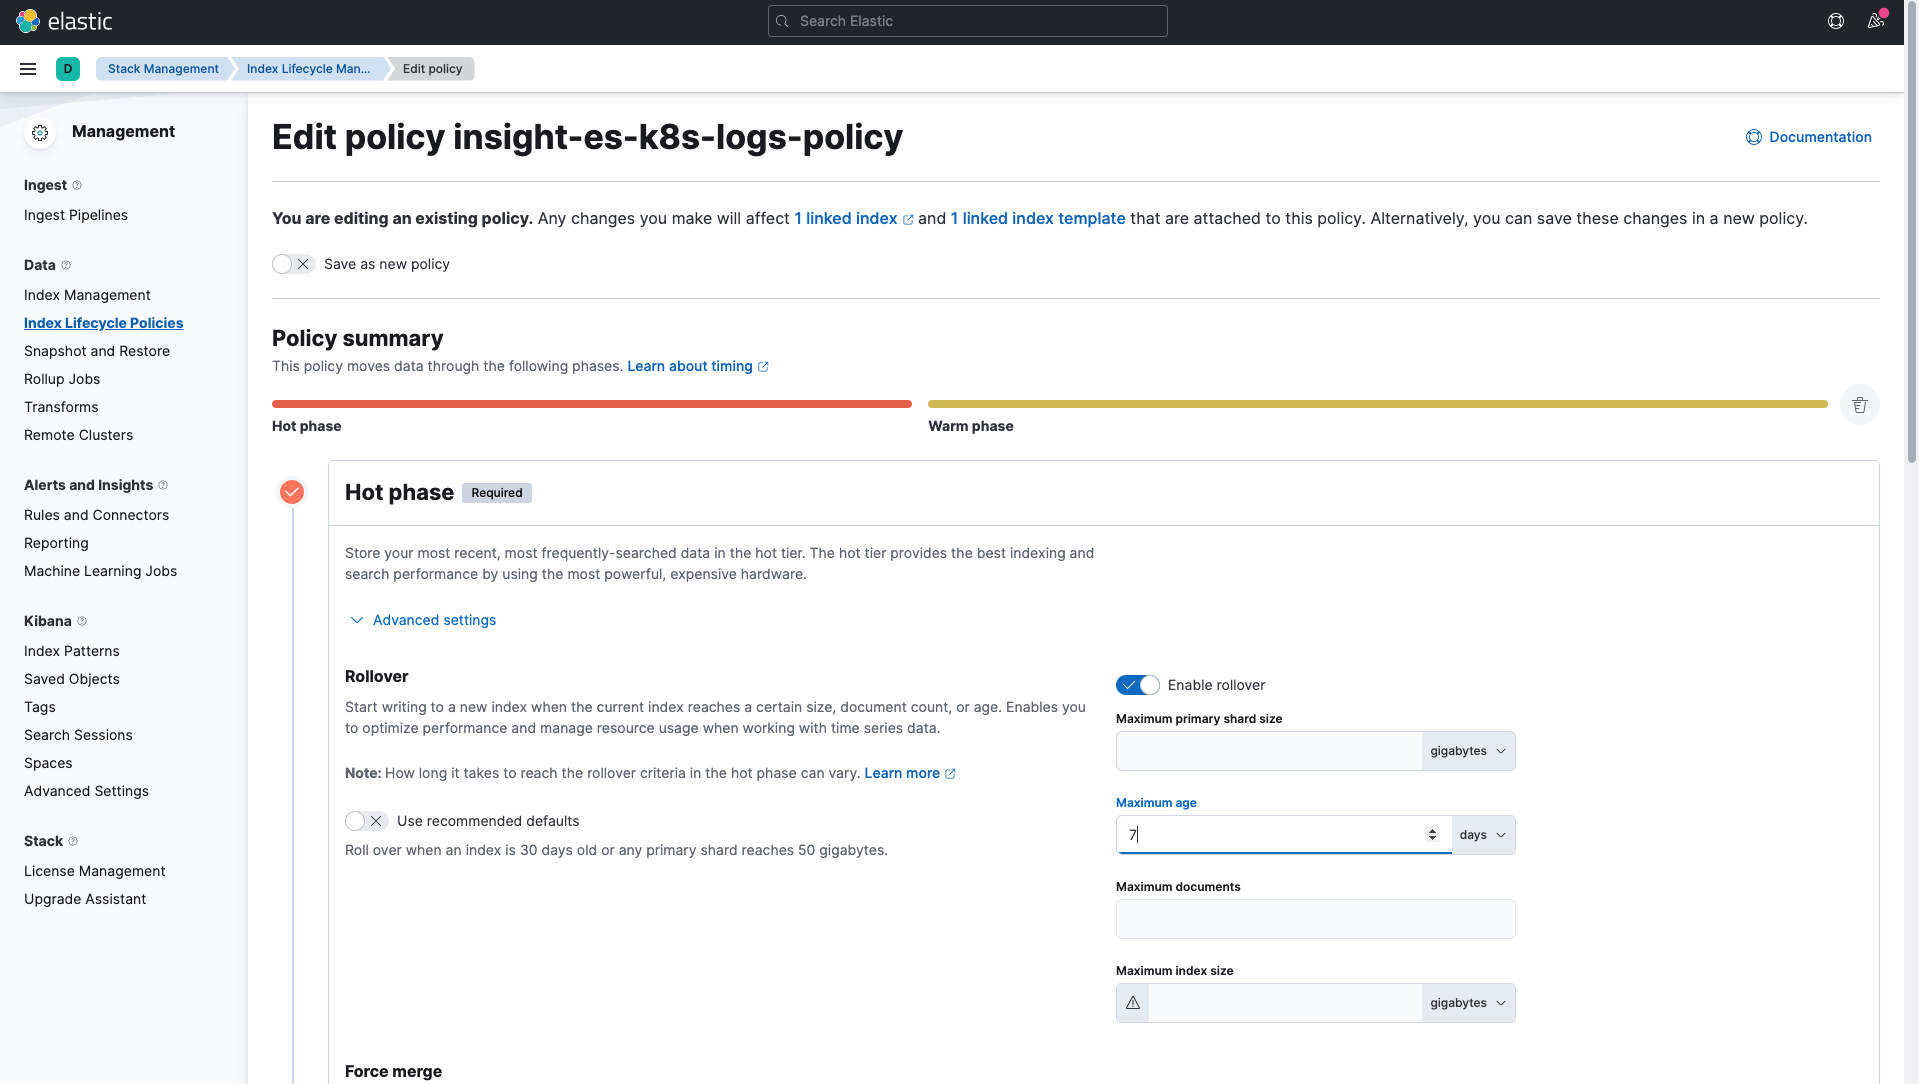 elastic
Search Elastic
D
Stack Management
Index Lifecycle Man...
Edit policy
Management
Ingest
Ingest Pipelines
Data
Index Management
Index Lifecycle Policies
Snapshot and Restore
Rollup Jobs
Transforms
Remote Clusters
Alerts and Insights
Rules and Connectors
Reporting
Machine Learning Jobs
Kibana
Index Patterns
Saved Objects
Tags
Search Sessions
Spaces
Advanced Settings
Stack
License Management
Upgrade Assistant
Edit policy insight-es-k8s-logs-policy
Documentation
You are editing an existing policy. Any changes you make will affect 1 linked index and 1 linked index template that are attached to this policy. Alternatively, you can save these changes in a new policy.
Save as new policy
Policy summary
This policy moves data through the following phases. Learn about timing
Hot phase
Warm phase
Hot phase Required
Store your most recent, most frequently-searched data in the hot tier. The hot tier provides the best indexing and
search performance by using the most powerful, expensive hardware.
Advanced settings
Rollover
Start writing to a new index when the current index reaches a certain size, document count, or age. Enables you
to optimize performance and manage resource usage when working with time series data.
Note: How long it takes to reach the rollover criteria in the hot phase can vary. Learn more
Use recommended defaults
Roll over when an index is 30 days old or any primary shard reaches 50 gigabytes.
Enable rollover
Maximum primary shard size
gigabytes
Maximum age
7
days
Maximum documents
Maximum index size
gigabytes
Force merge